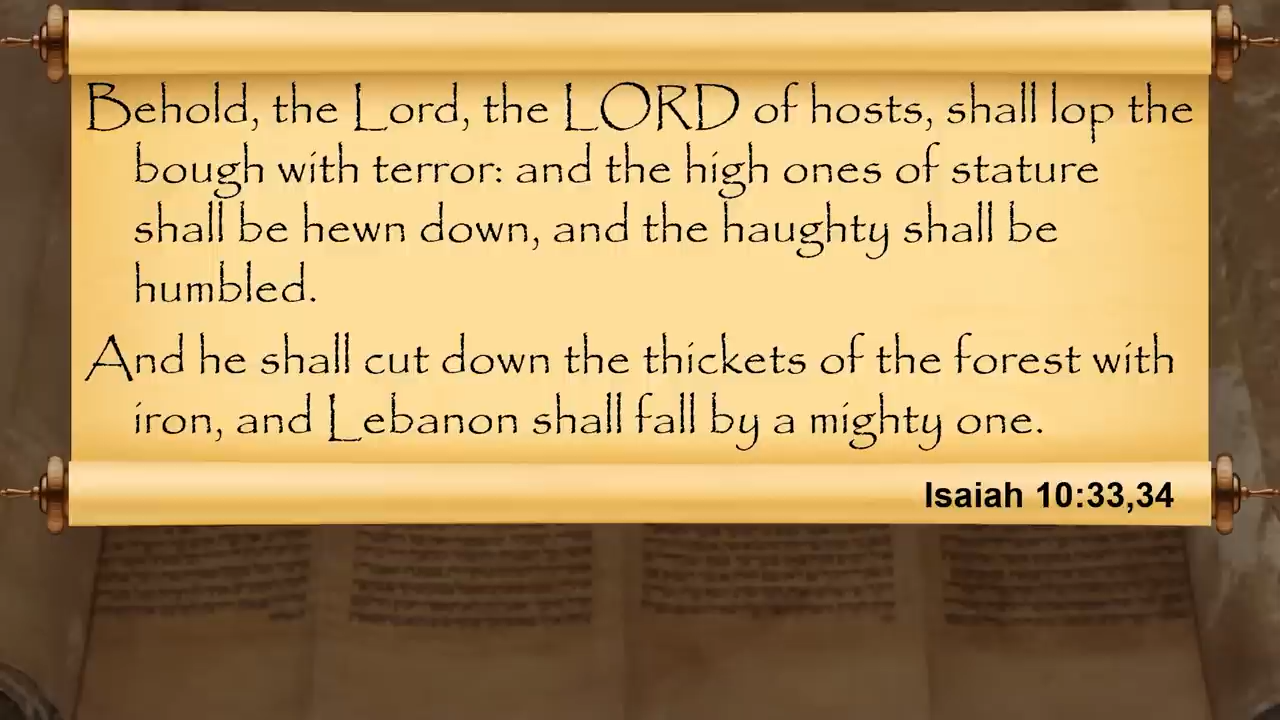 Behold, the Lord, the LORD of hosts, shall lop the
bough with terror: and the high ones of stature
shall be hewn down, and the haughty shall be
humbled.
And he shall cut down the thickets of the forest with
iron, and Lebanon shall fall by a mighty one.
Isaiah 10:33,34